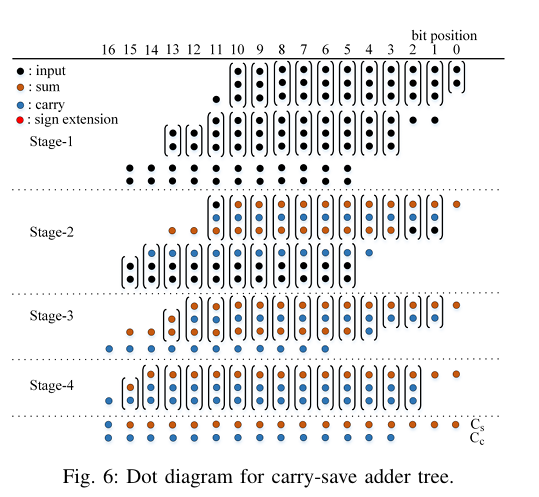 bit position
16 15 14 13 12 11 10 9 8 7 6 5 4 3 2 1 0
: input
: sum
: carry
: sign extension
Stage-1
Stage-2
Stage-3
Stage-4
Cs
Cc
Fig. 6: Dot diagram for carry-save adder tree.